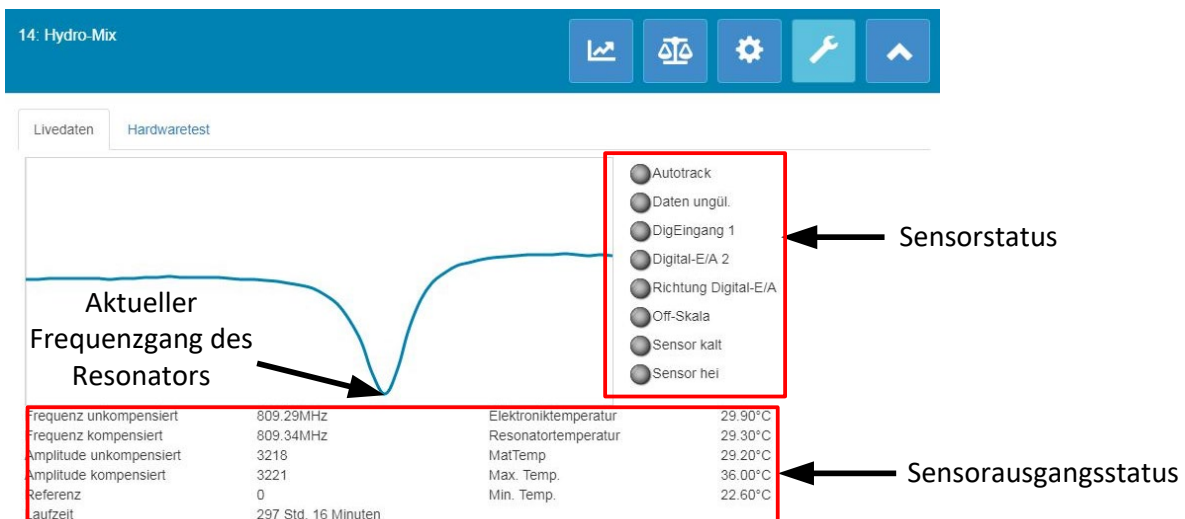 14: Hydro-Mix
Livedaten
Hardwaretest
Autotrack
Daten ungül.
DigEingang 1
Digital-E/A 2
Richtung Digital-E/A
Off-Skala
Sensor kalt
Sensor hei
Sensorstatus
Aktueller
Frequenzgang des
Resonators
Frequenz unkompensiert 809.29MHz Elektroniktemperatur 29.90°C
Frequenz kompensiert 809.34MHz Resonatortemperatur 29.30°C
Amplitude unkompensiert 3218 MatTemp 29.20°C
Amplitude kompensiert 3221 Max. Temp. 36.00°C
Referenz 0 Min. Temp. 22.60°C
Laufzeit 297 Std. 16 Minuten
Sensorausgangsstatus